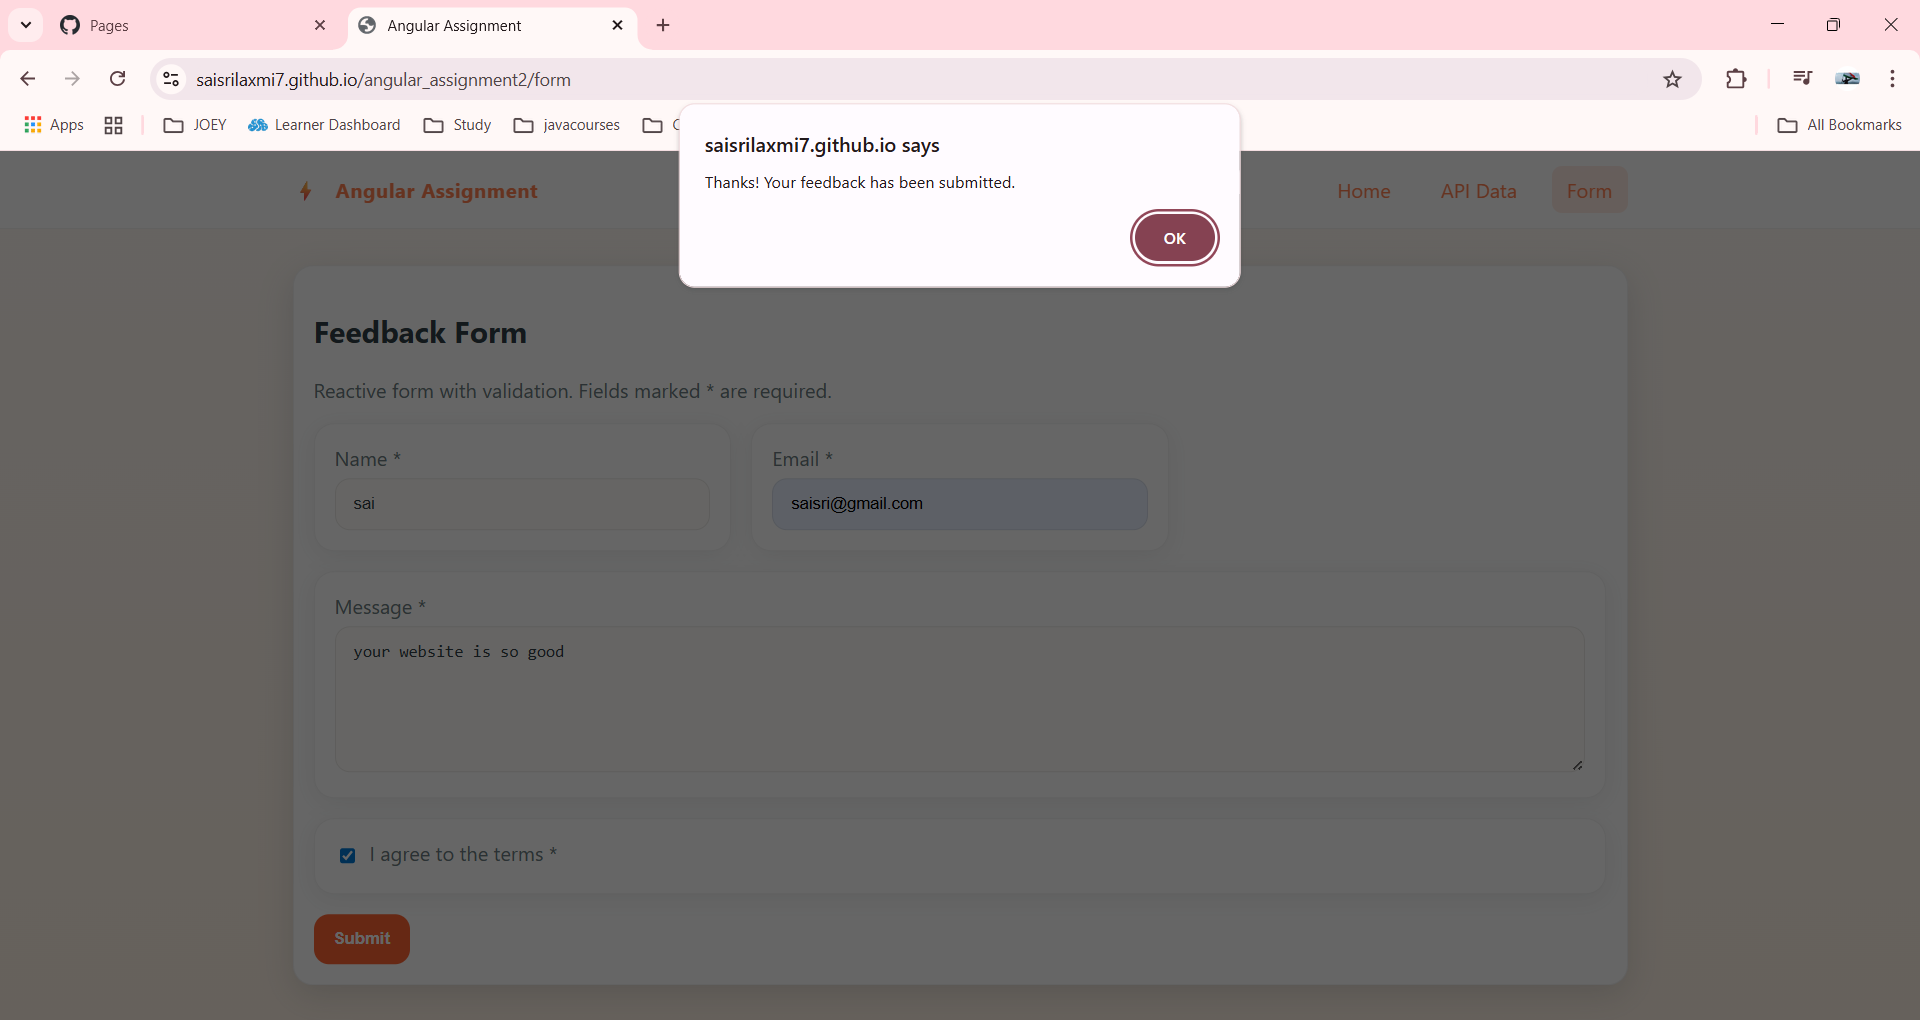 Pages
Angular Assignment
saisrilaxmi7.github.io/angular_assignment2/form
Apps
JOEY
Learner Dashboard
Study
javacourses
All Bookmarks
saisrilaxmi7.github.io says
Thanks! Your feedback has been submitted.
OK
Angular Assignment
Home
API Data
Form
Feedback Form
Reactive form with validation. Fields marked * are required.
Name *
Email *
sai
saisri@gmail.com
Message *
your website is so good
I agree to the terms *
Submit